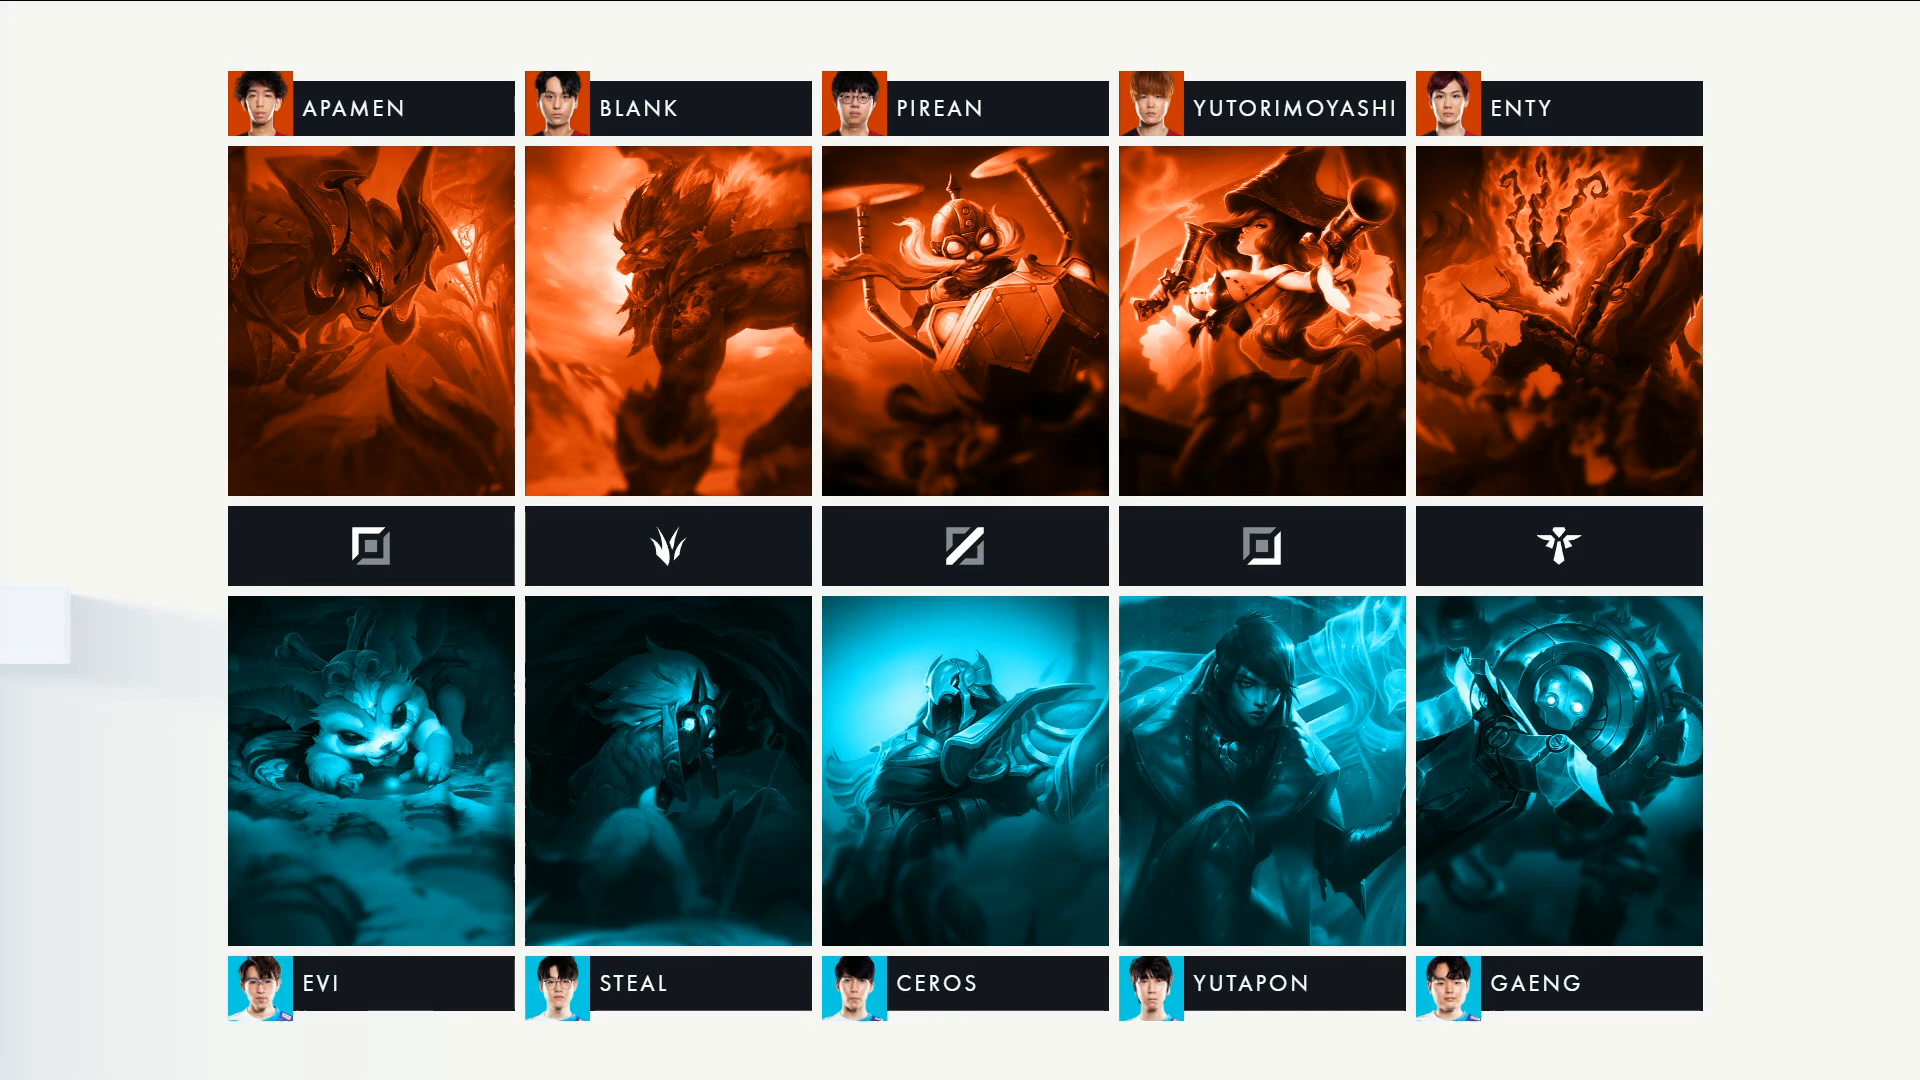 APAMEN
BLANK
PIREAN
YUTORIMOYASHI
ENTY
EVI
STEAL
CEROS
YUTAPON
GAENG